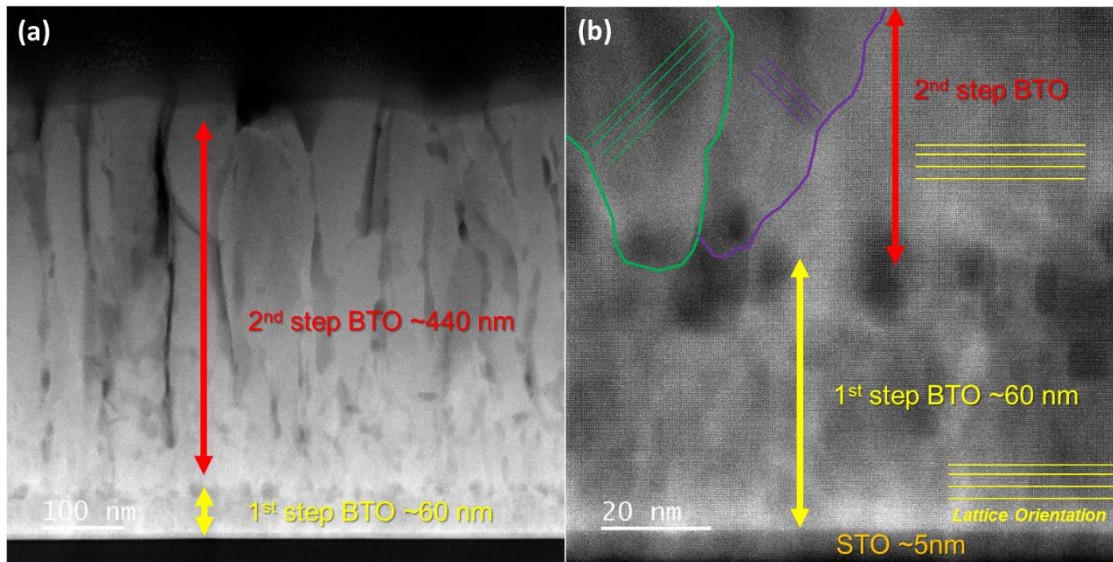 (a)
2nd step BTO ~440 nm
100 nm
1st step BTO ~60 nm
(b)
2nd step BTO
1st step BTO ~60 nm
20 nm
Lattice Orientation
STO ~5nm